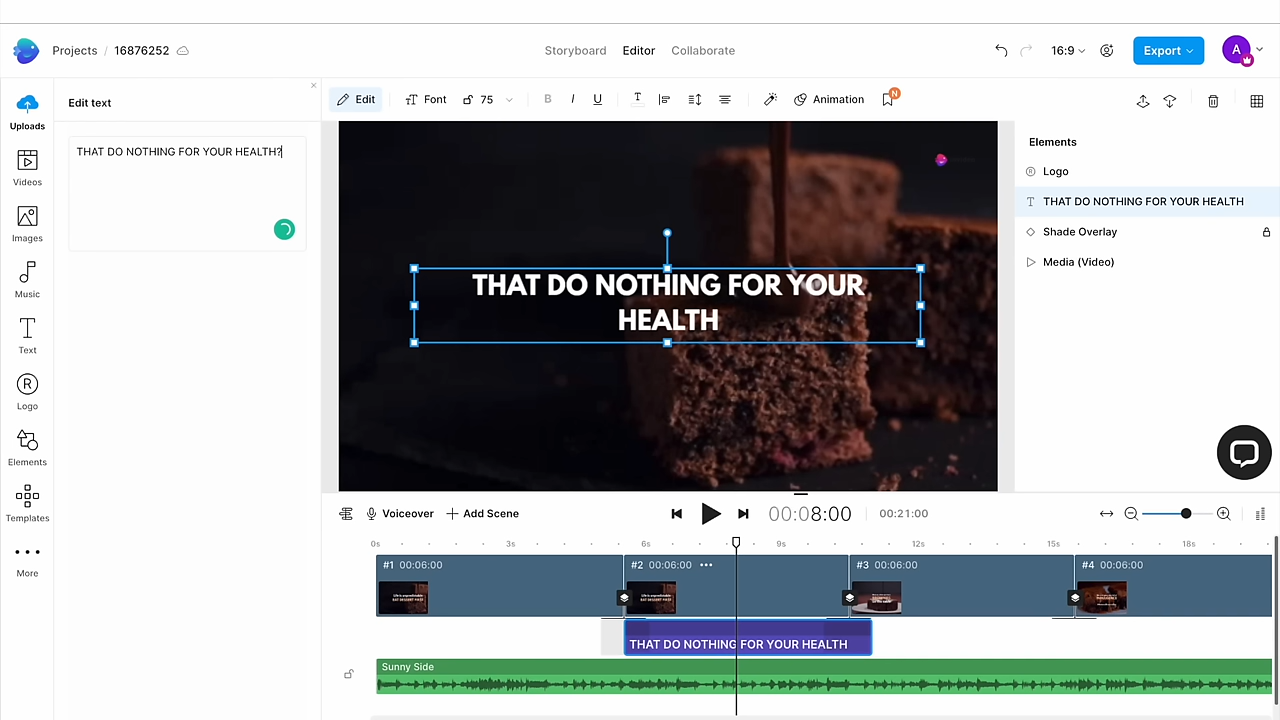 Projects / 16876252
Storyboard
Editor
Collaborate
16:9
Export
A
Uploads
Videos
Images
Music
Text
Logo
Elements
Templates
More
Edit text
THAT DO NOTHING FOR YOUR HEALTH?
Edit
Font
75
B
I
U
T
Animation
N
THAT DO NOTHING FOR YOUR
HEALTH
Elements
Logo
THAT DO NOTHING FOR YOUR HEALTH
Shade Overlay
Media (Video)
Voiceover
Add Scene
00:08:00
00:21:00
0s
3s
6s
9s
12s
15s
18s
#1 00:06:00
#2 00:06:00
#3 00:06:00
#4 00:06:00
THAT DO NOTHING FOR YOUR HEALTH
Sunny Side